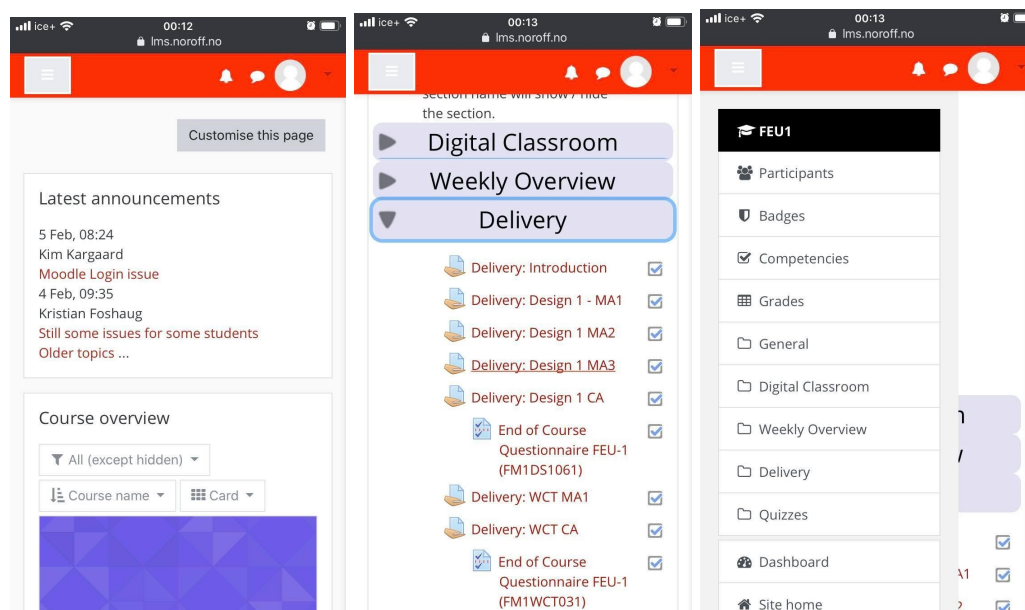 ice+
00:12
lms.noroff.no
Customise this page
Latest announcements
5 Feb, 08:24
Kim Kargaard
Moodle Login issue
4 Feb, 09:35
Kristian Foshaug
Still some issues for some students
Older topics ...
Course overview
All (except hidden)
Course name
Card
ice+
00:13
lms.noroff.no
section name will show / hide
the section.
Digital Classroom
Weekly Overview
Delivery
Delivery: Introduction
Delivery: Design 1 - MA1
Delivery: Design 1 MA2
Delivery: Design 1 MA3
Delivery: Design 1 CA
End of Course
Questionnaire FEU-1
(FM1DS1061)
Delivery: WCT MA1
Delivery: WCT CA
End of Course
Questionnaire FEU-1
(FM1WCT031)
ice+
00:13
lms.noroff.no
FEU1
Participants
Badges
Competencies
Grades
General
Digital Classroom
Weekly Overview
Delivery
Quizzes
Dashboard
Site home